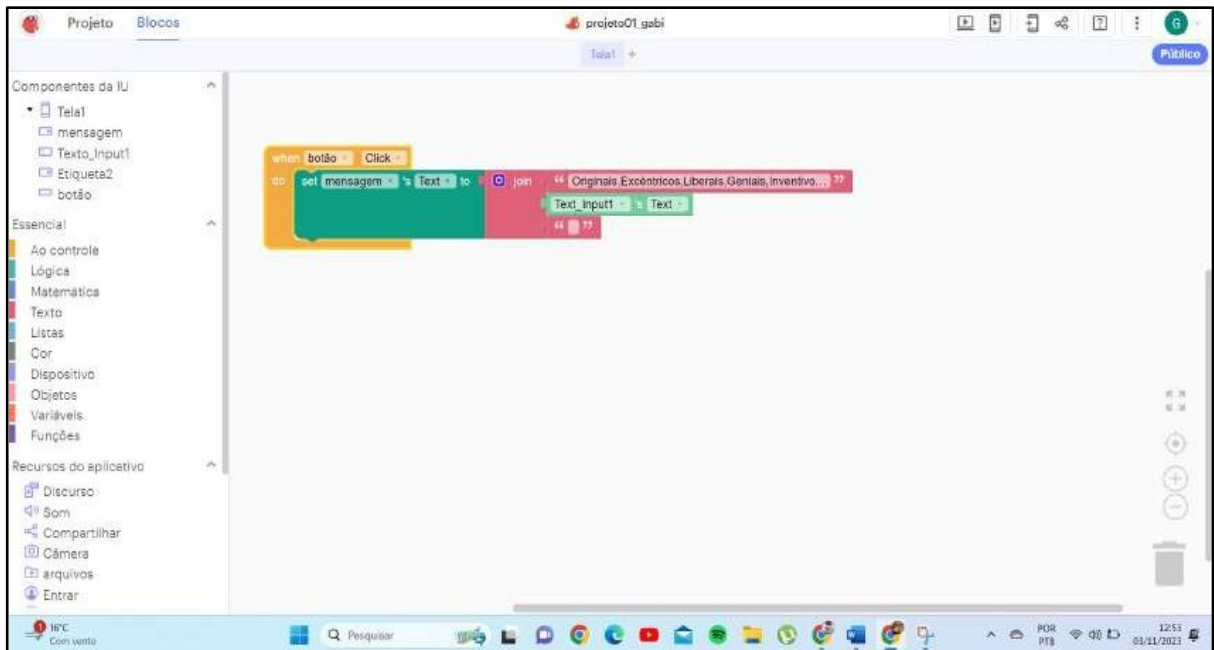 Projeto Blocos projeto01_gabi G
Tela1 +
Público
Componentes da IU
Tela1
mensagem
Texto_Input1
Etiqueta2
botão
Essencial
Ao controle
Lógica
Matemática
Texto
Listas
Cor
Dispositivo
Objetos
Variáveis
Funções
Recursos do aplicativo
Discurso
Som
Compartilhar
Câmera
arquivos
Entrar
when botão Click
do set mensagem 's Text to join “ Originais,Excêntricos,Liberais,Geniais,Inventivo... ”
Text_Input1 's Text
“ ”
16°C
Com vento
Pesquisar
POR
PTB
12:53
03/11/2023